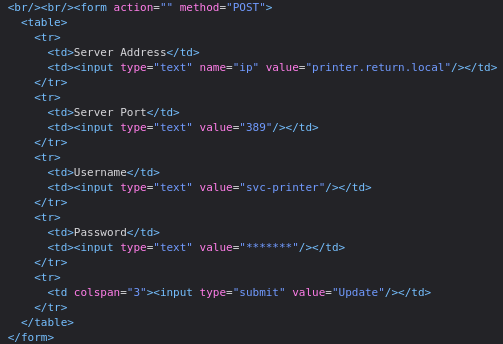 <br/><br/><form action="" method="POST">
  <table>
    <tr>
      <td>Server Address</td>
      <td><input type="text" name="ip" value="printer.return.local"/></td>
    </tr>
    <tr>
      <td>Server Port</td>
      <td><input type="text" value="389"/></td>
    </tr>
    <tr>
      <td>Username</td>
      <td><input type="text" value="svc-printer"/></td>
    </tr>
    <tr>
      <td>Password</td>
      <td><input type="text" value="*******"/></td>
    </tr>
    <tr>
      <td colspan="3"><input type="submit" value="Update"/></td>
    </tr>
  </table>
</form>